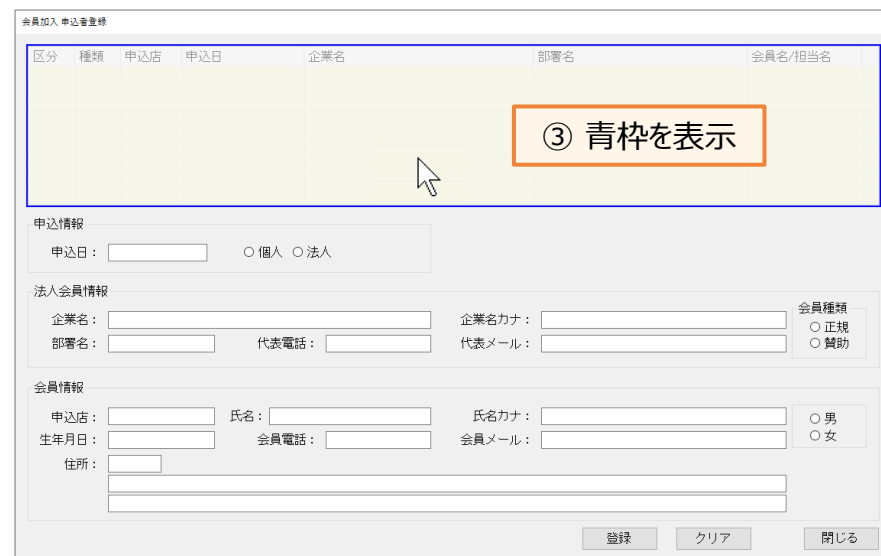 会員加入 申込者登録
区分 種類 申込店 申込日 企業名 部署名 会員名/担当名
③ 青枠を表示
申込情報
申込日： ○個人 ○法人
法人会員情報
企業名： 企業名カナ：
部署名： 代表電話： 代表メール：
会員種類
○正規
○賛助
会員情報
申込店： 氏名： 氏名カナ： ○男
生年月日： 会員電話： 会員メール： ○女
住所：
登録 クリア 閉じる